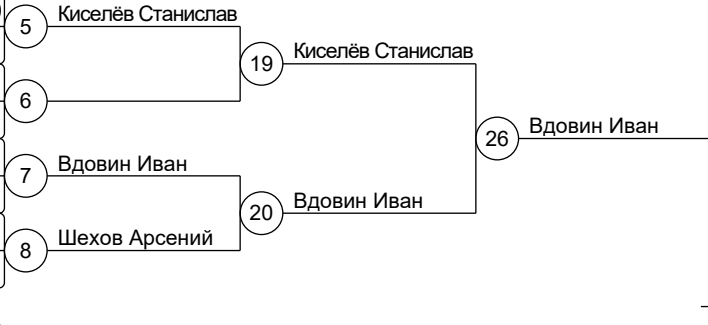 5 Киселёв Станислав
19 Киселёв Станислав
6
26 Вдовин Иван
7 Вдовин Иван
20 Вдовин Иван
8 Шехов Арсений